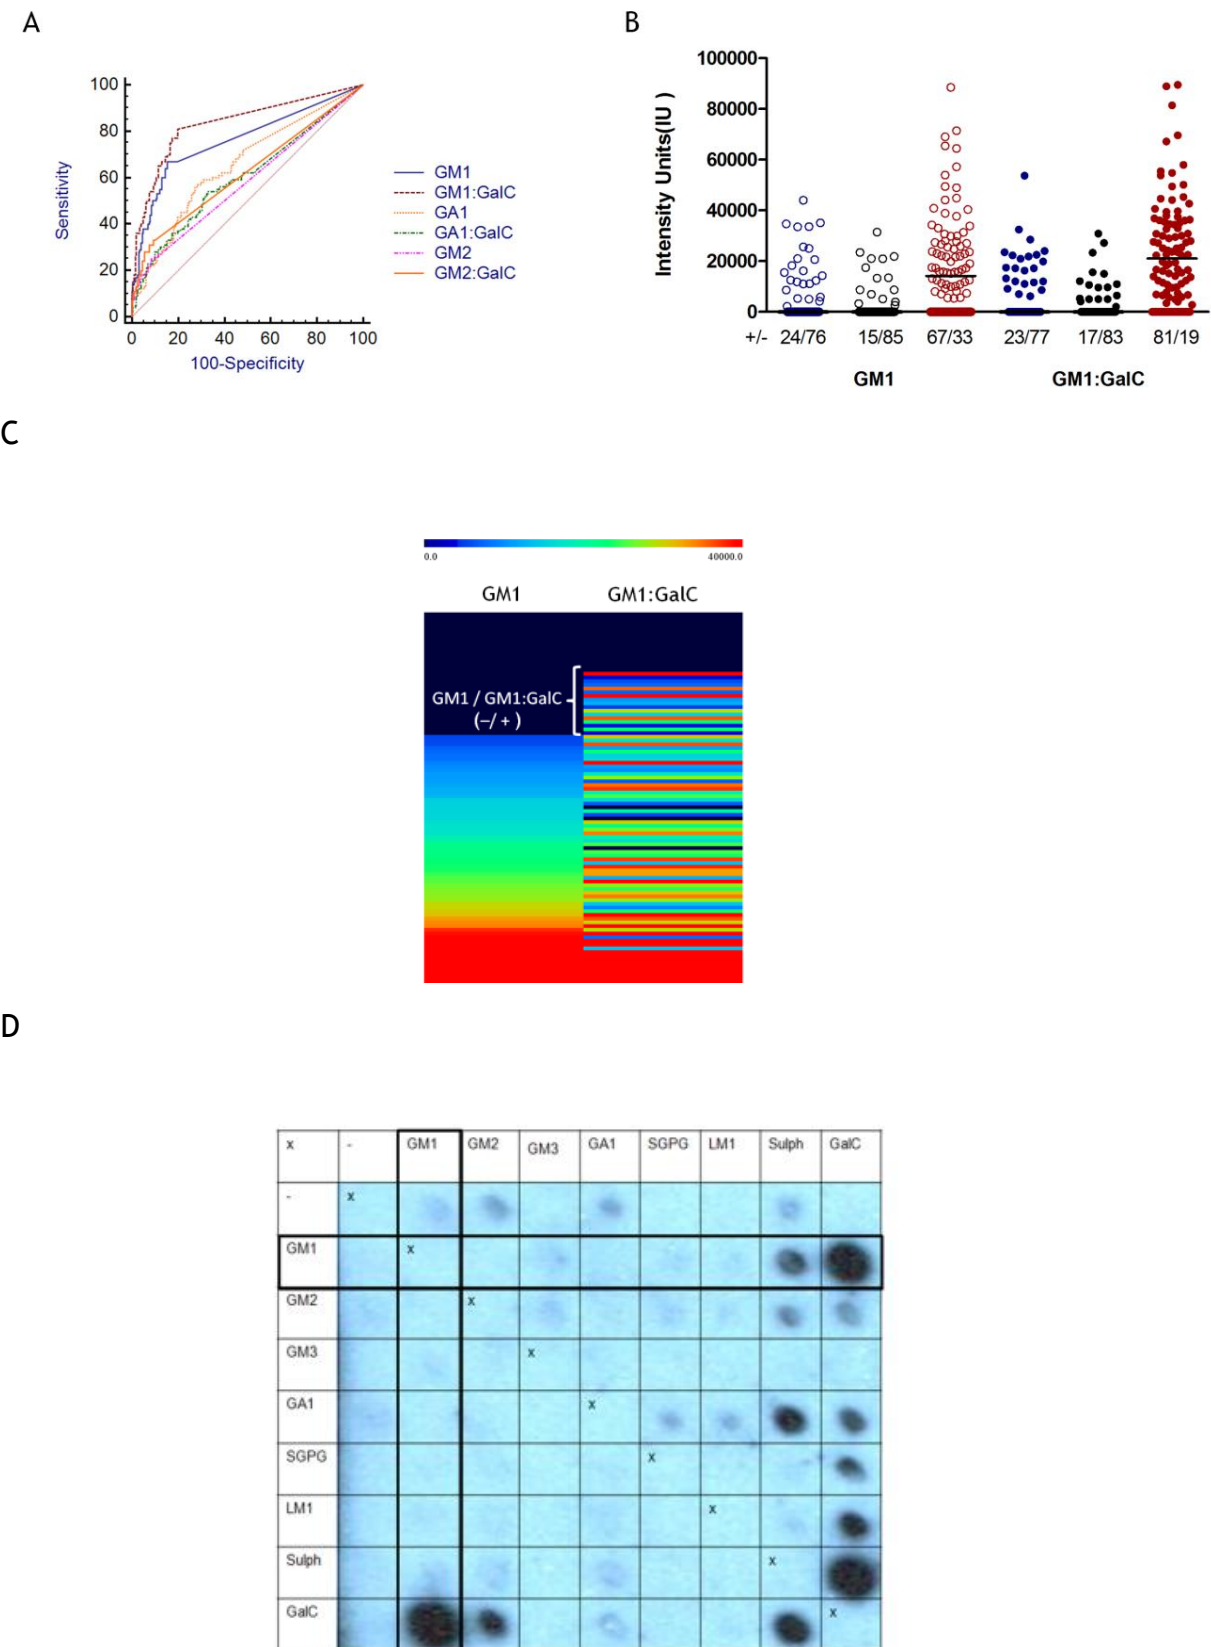 A
B
100
80
60
40
20
0
Sensitivity
0 20 40 60 80 100
100-Specificity
GM1
GM1:GalC
GA1
GA1:GalC
GM2
GM2:GalC
Intensity Units(IU )
100000
80000
60000
40000
20000
0
+/- 24/76 15/85 67/33 23/77 17/83 81/19
GM1 GM1:GalC
C
0.0 40000.0
GM1 GM1:GalC
GM1 / GM1:GalC
(–/ + )
D
x - GM1 GM2 GM3 GA1 SGPG LM1 Sulph GalC
- x
GM1 x
GM2 x
GM3 x
GA1 x
SGPG x
LM1 x
Sulph x
GalC x